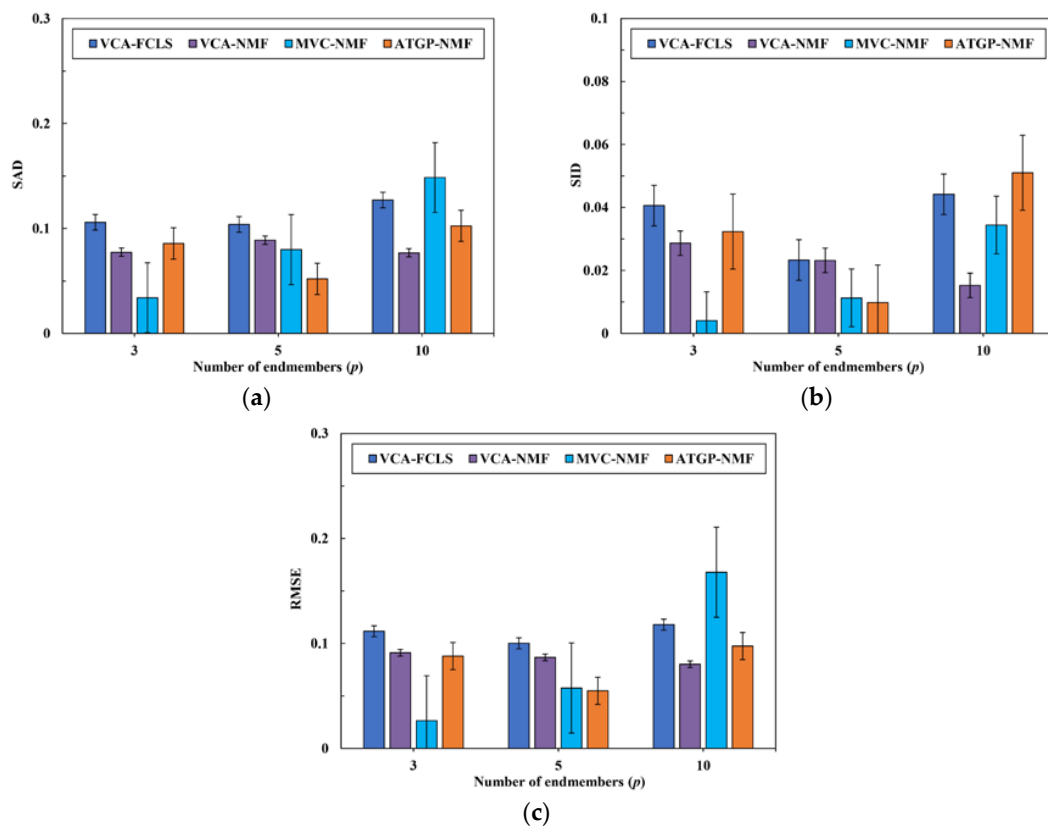 0.3
VCA-FCLS VCA-NMF MVC-NMF ATGP-NMF
0.2
SAD
0.1
0
3 5 10
Number of endmembers (p)
(a)
0.1
VCA-FCLS VCA-NMF MVC-NMF ATGP-NMF
0.08
0.06
SID
0.04
0.02
0
3 5 10
Number of endmembers (p)
(b)
0.3
VCA-FCLS VCA-NMF MVC-NMF ATGP-NMF
0.2
RMSE
0.1
0
3 5 10
Number of endmembers (p)
(c)